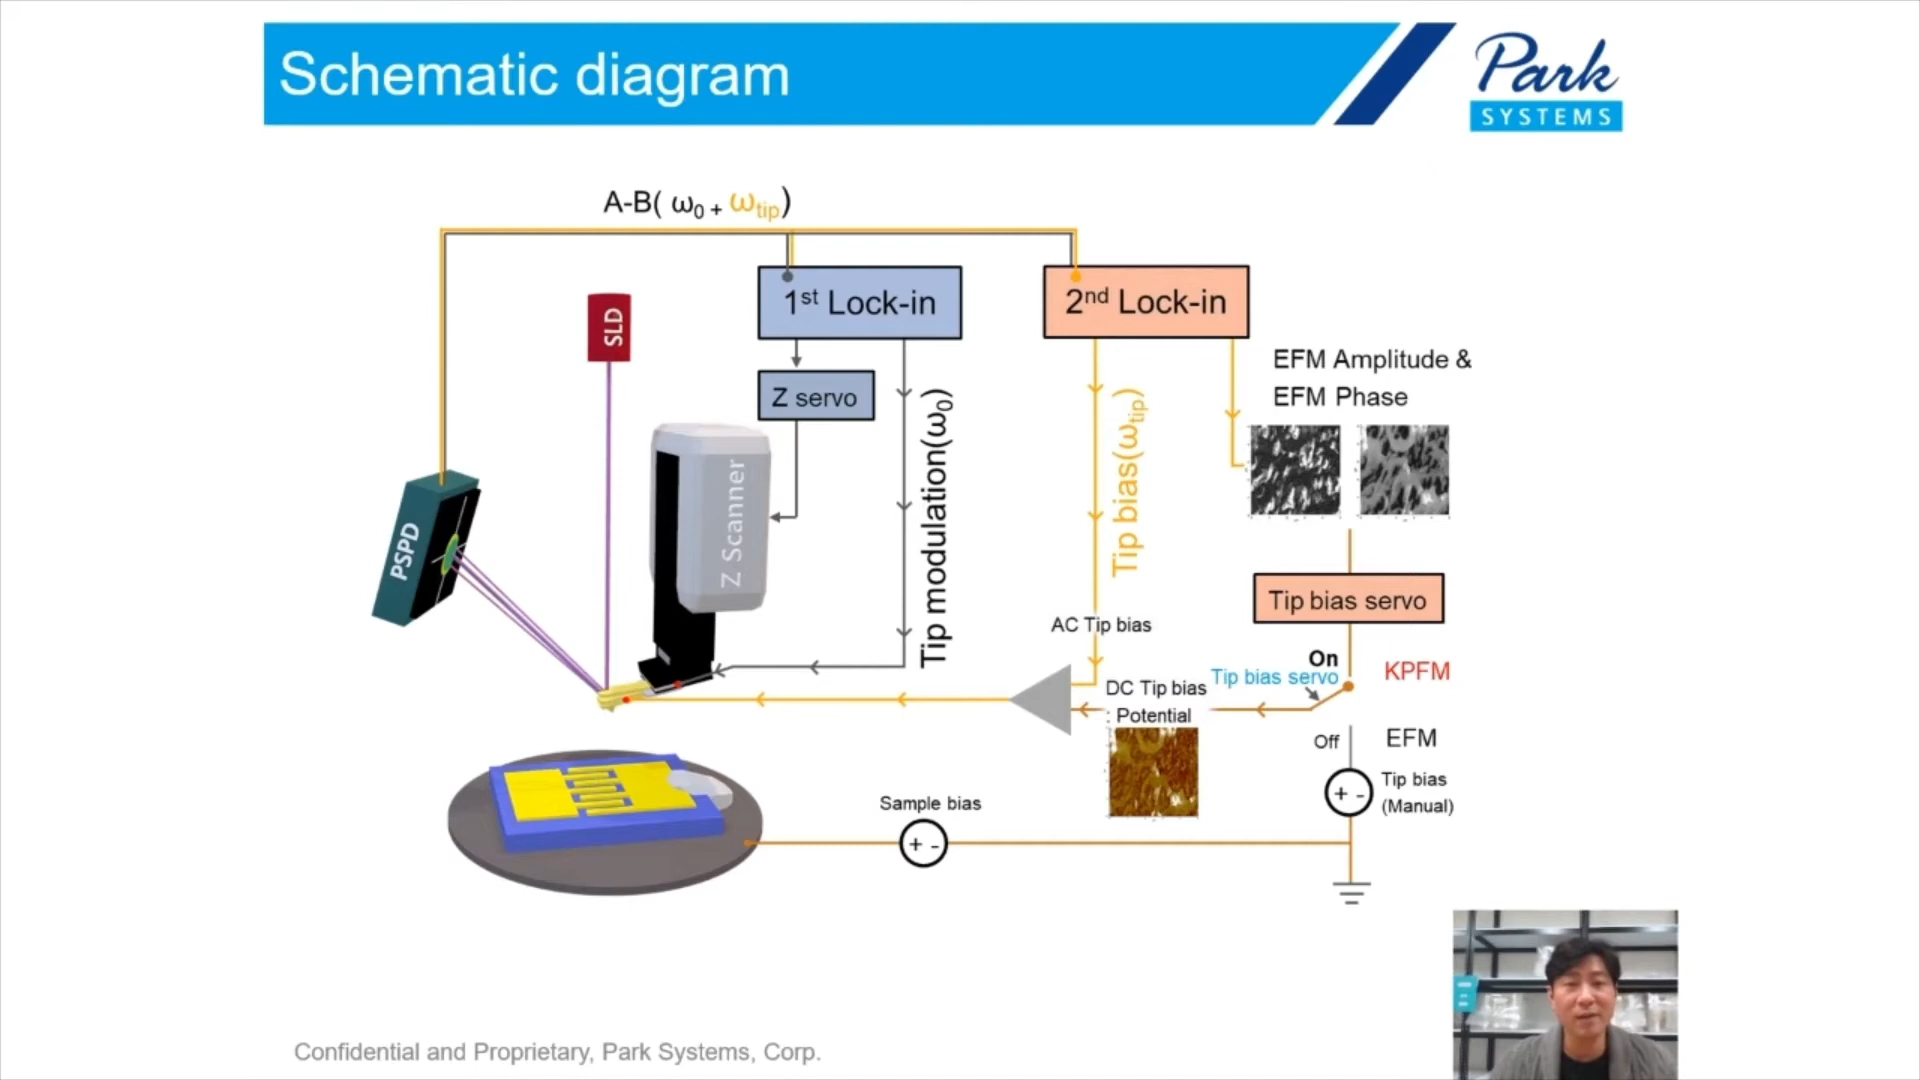 Schematic diagram
Park
SYSTEMS
A-B( ω0 + ωtip)
1st Lock-in
2nd Lock-in
SLD
Z servo
EFM Amplitude &
EFM Phase
Tip modulation(ω0)
Tip bias(ωtip)
Z Scanner
PSPD
Tip bias servo
AC Tip bias
On
Tip bias servo
KPFM
DC Tip bias
: Potential
Off
EFM
Tip bias
(Manual)
+ -
Sample bias
+ -
Confidential and Proprietary, Park Systems, Corp.